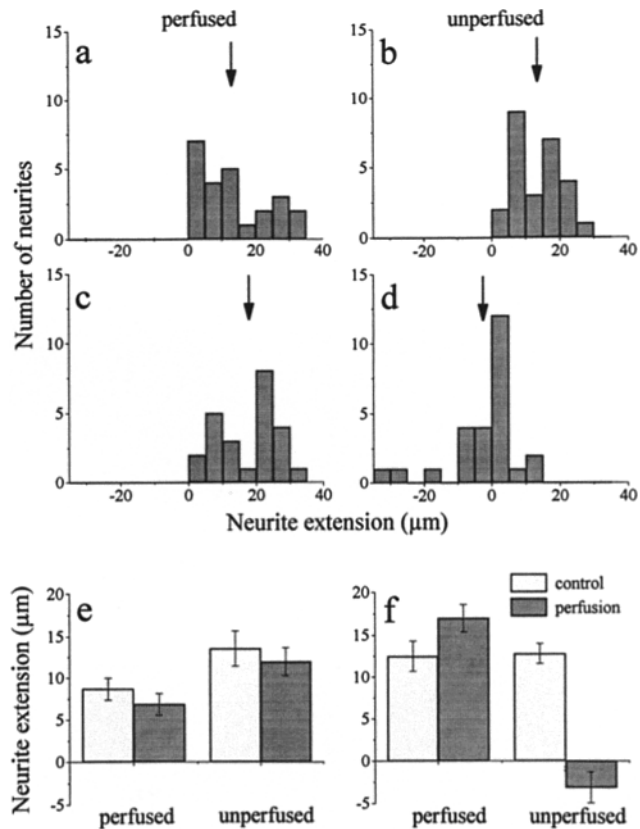 perfused unperfused
a b
15 15
10 10
5 5
0 0
-20 0 20 40 -20 0 20 40
c d
15 15
10 10
5 5
0 0
-20 0 20 40 -20 0 20 40
Number of neurites
Neurite extension (µm)
e f
control
perfusion
20 20
15 15
10 10
5 5
0 0
-5 -5
Neurite extension (µm)
perfused unperfused perfused unperfused